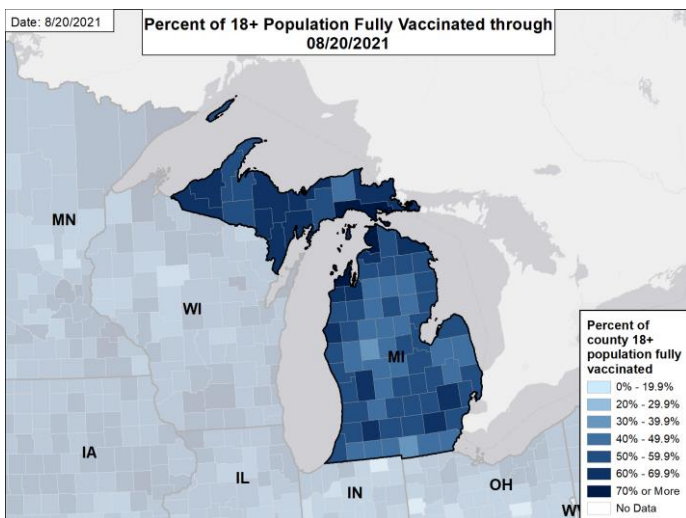 Date: 8/20/2021
Percent of 18+ Population Fully Vaccinated through
08/20/2021
MN
WI
MI
IA
IL
IN
OH
WV
Percent of
county 18+
population fully
vaccinated
0% - 19.9%
20% - 29.9%
30% - 39.9%
40% - 49.9%
50% - 59.9%
60% - 69.9%
70% or More
No Data